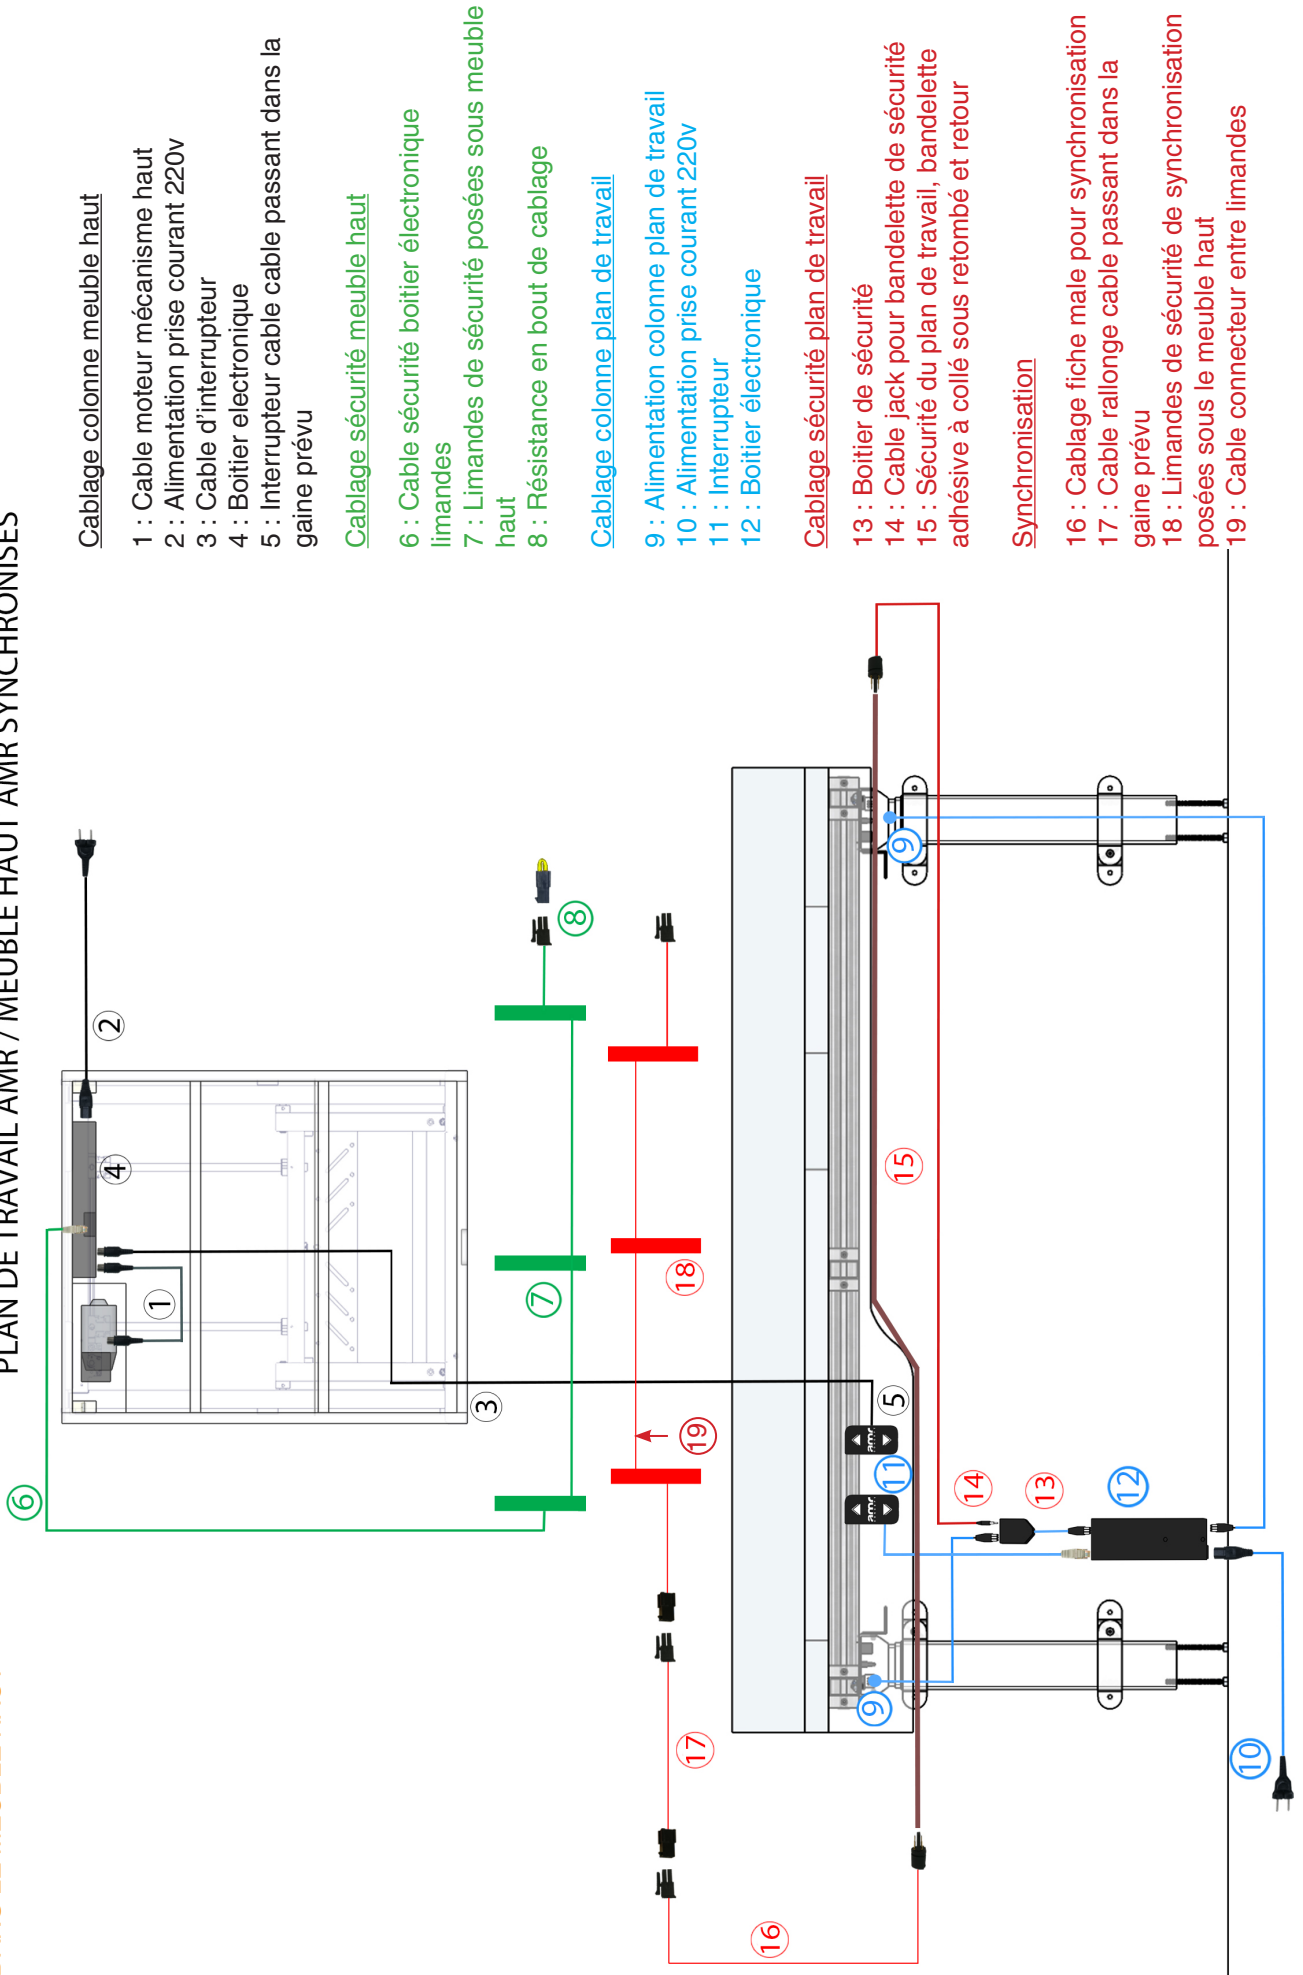 PLAN DE TRAVAIL AMR / MEUBLE HAUT AMR SYNCHRONISES
Cablage colonne meuble haut
1 : Cable moteur mécanisme haut
2 : Alimentation prise courant 220v
3 : Cable d'interrupteur
4 : Boitier electronique
5 : Interrupteur cable cable passant dans la
gaine prévu
Cablage sécurité meuble haut
6 : Cable sécurité boitier électronique
limandes
7 : Limandes de sécurité posées sous meuble
haut
8 : Résistance en bout de cablage
Cablage colonne plan de travail
9 : Alimentation colonne plan de travail
10 : Alimentation prise courant 220v
11 : Interrupteur
12 : Boitier électronique
Cablage sécurité plan de travail
13 : Boitier de sécurité
14 : Cable jack pour bandelette de sécurité
15 : Sécurité du plan de travail, bandelette
adhésive à collé sous retombé et retour
Synchronisation
16 : Cablage fiche male pour synchronisation
17 : Cable rallonge cable passant dans la
gaine prévu
18 : Limandes de sécurité de synchronisation
posées sous le meuble haut
19 : Cable connecteur entre limandes
6
2
4
1
3
8
7
18
19
17
16
5
11
9
9
15
14
13
12
10
amr
amr